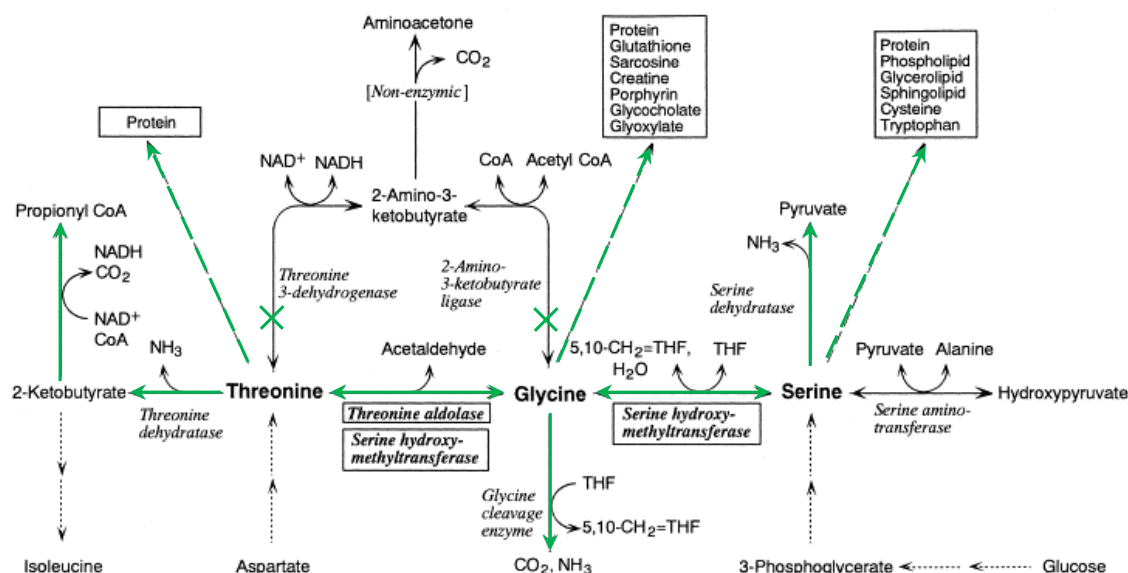 Aminoacetone
CO2
[Non-enzymic]
Protein
Glutathione
Sarcosine
Creatine
Porphyrin
Glycocholate
Glyoxylate
Protein
Phospholipid
Glycerolipid
Sphingolipid
Cysteine
Tryptophan
Protein
NAD+ NADH
CoA Acetyl CoA
2-Amino-3-
ketobutyrate
Propionyl CoA
Pyruvate
NADH
CO2
NH3
Threonine
3-dehydrogenase
2-Amino-
3-ketobutyrate
ligase
Serine
dehydratase
NAD+
CoA
NH3
Acetaldehyde
5,10-CH2=THF,
H2O
THF
Pyruvate Alanine
2-Ketobutyrate
Threonine
Glycine
Serine
Hydroxypyruvate
Threonine
dehydratase
Threonine aldolase
Serine hydroxy-
methyltransferase
Serine hydroxy-
methyltransferase
Serine amino-
transferase
Glycine
cleavage
enzyme
THF
5,10-CH2=THF
Isoleucine
Aspartate
CO2, NH3
3-Phosphoglycerate
Glucose